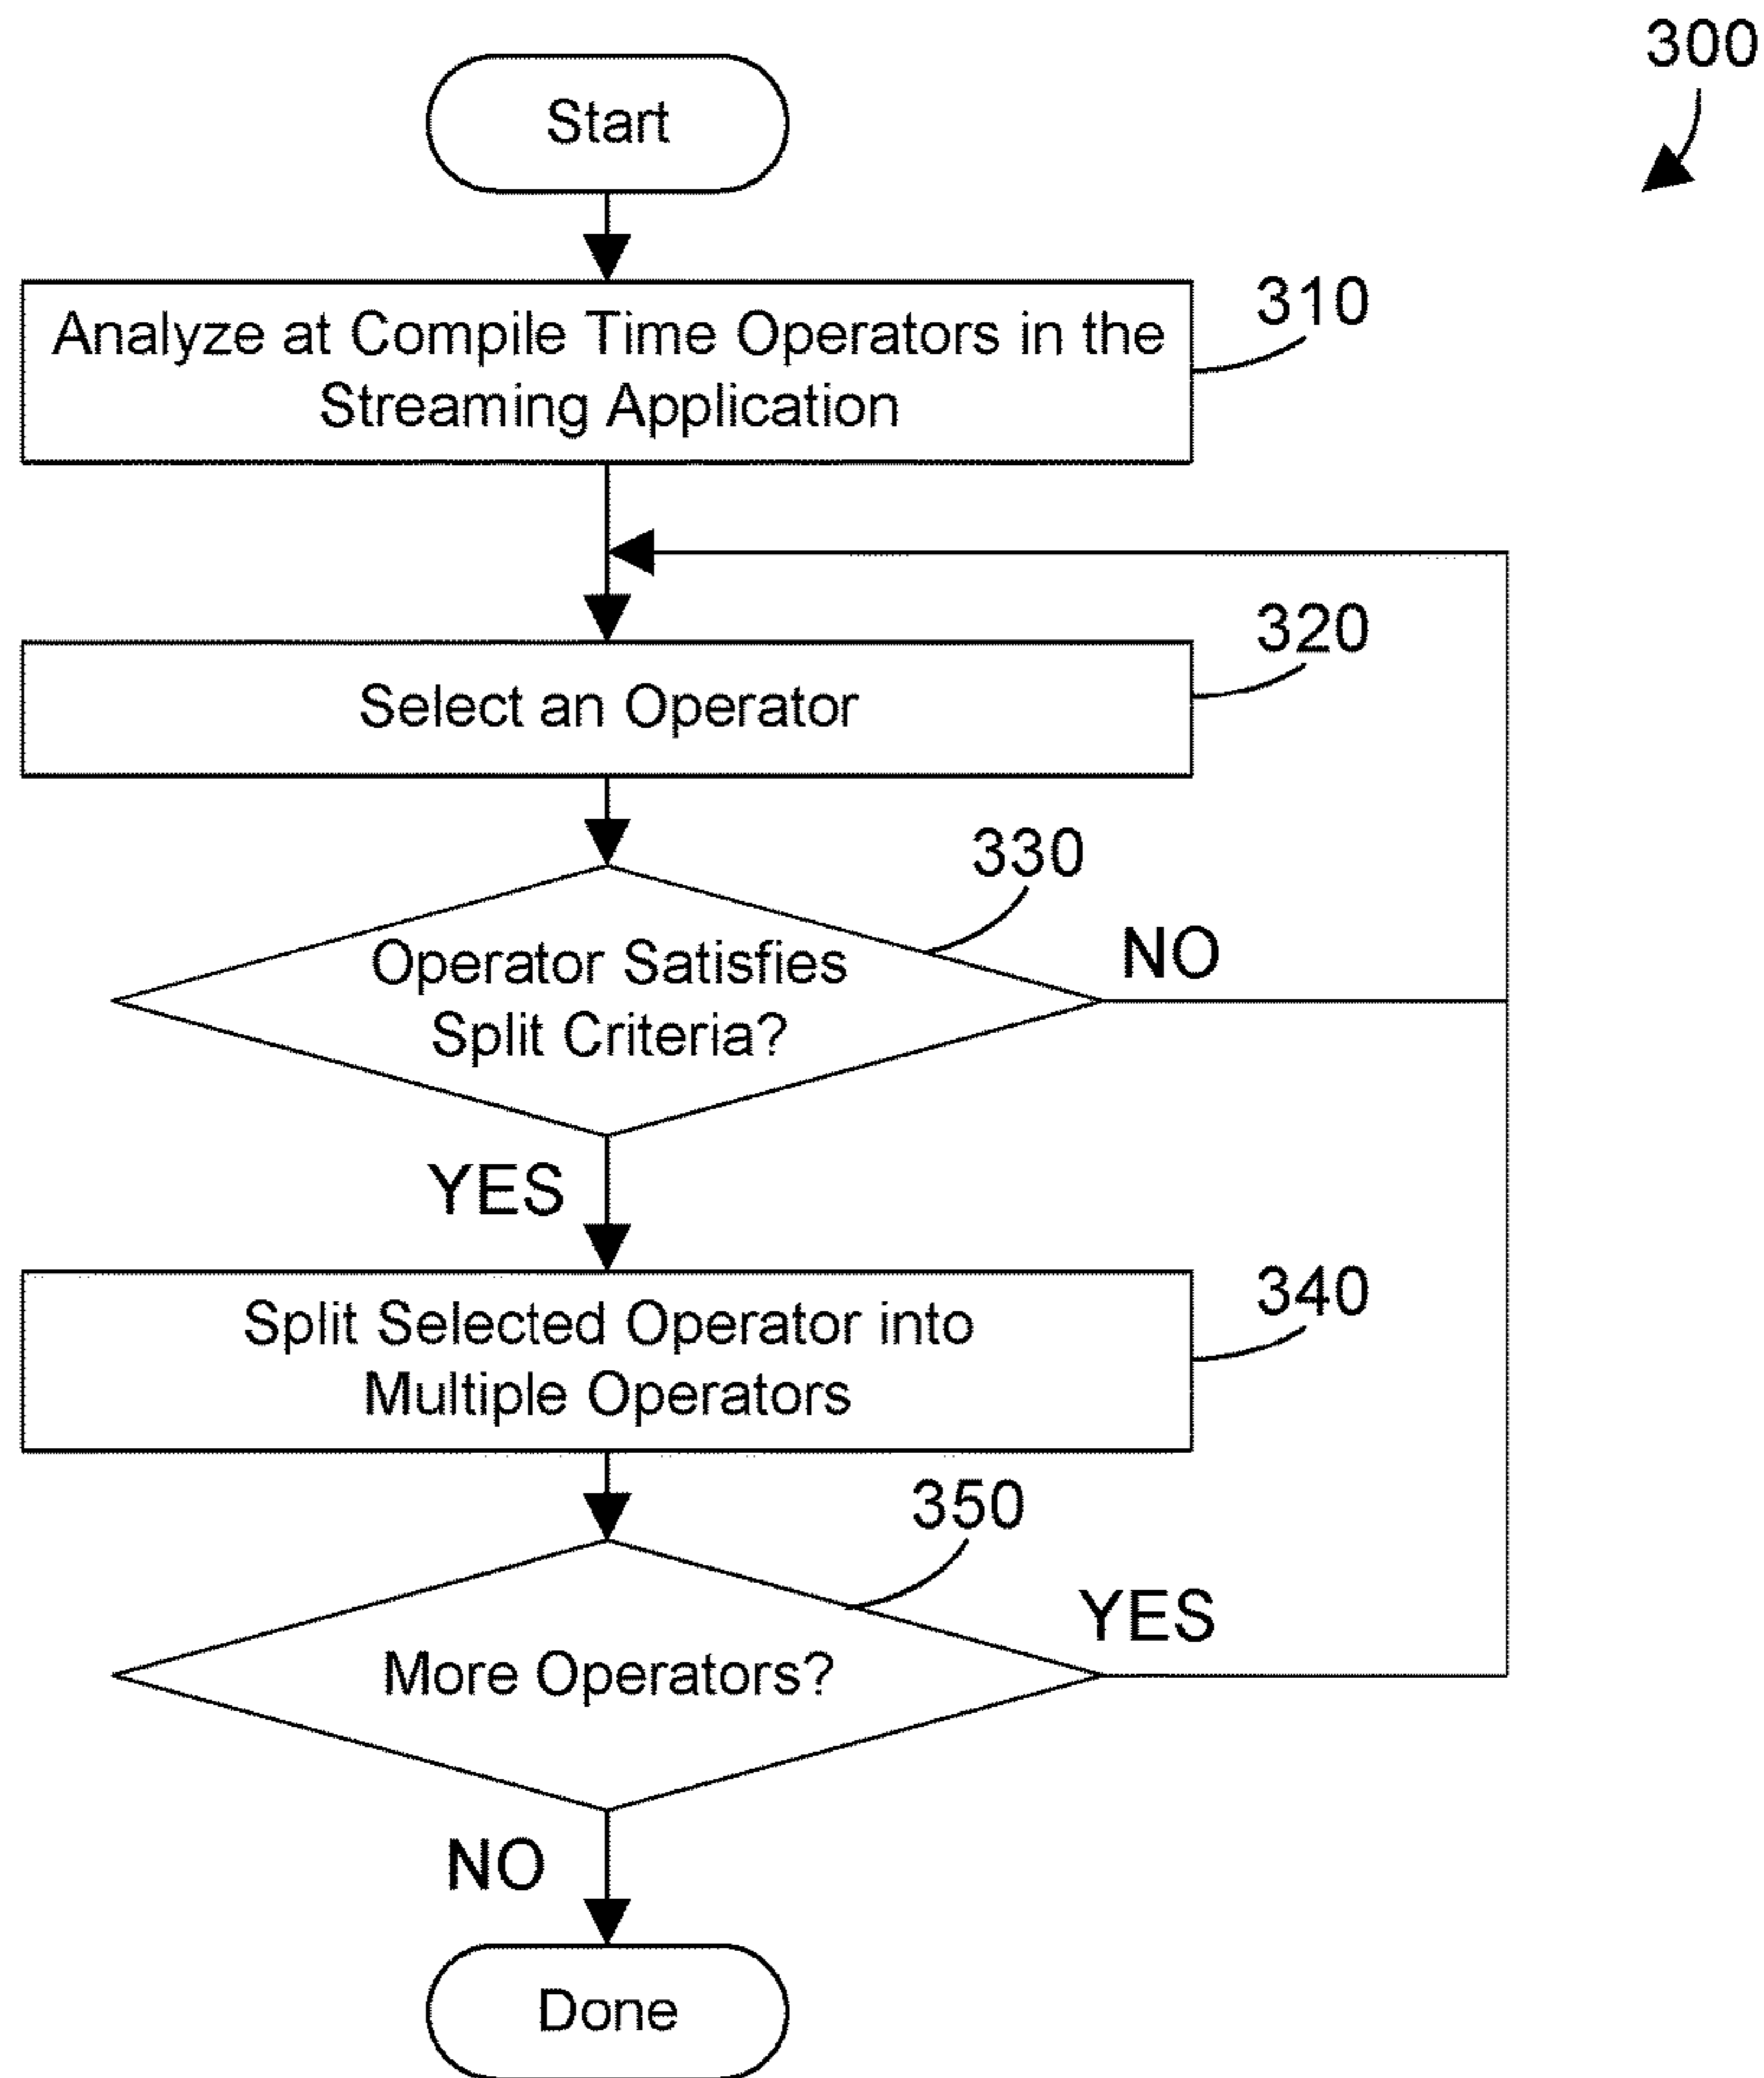 300
Start
310
Analyze at Compile Time Operators in the
Streaming Application
320
Select an Operator
330
Operator Satisfies
Split Criteria?
NO
YES
340
Split Selected Operator into
Multiple Operators
350
More Operators?
YES
NO
Done